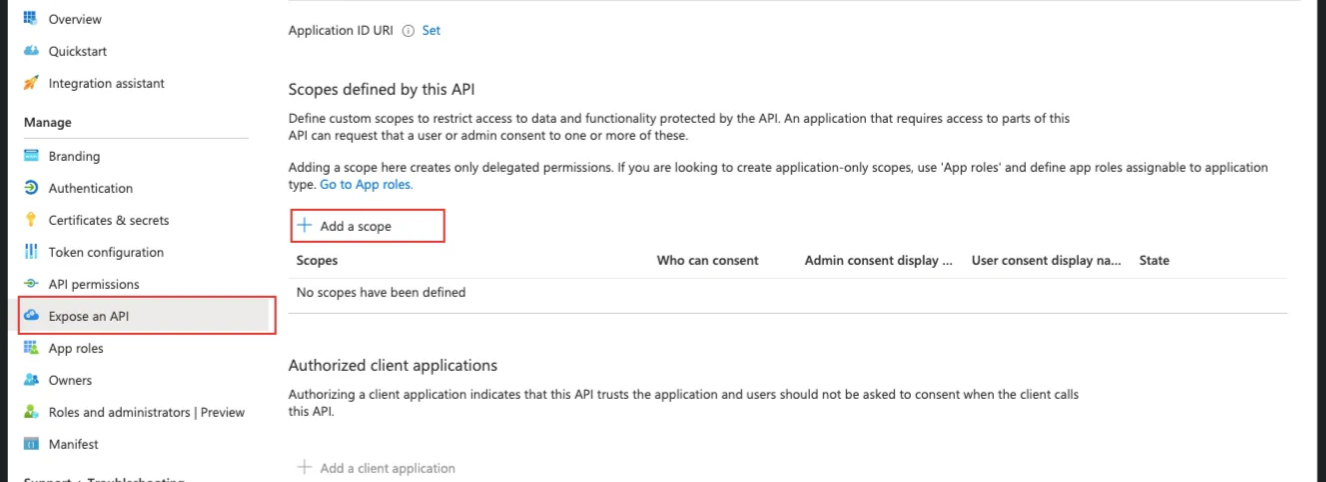 Overview
Quickstart
Integration assistant
Manage
Branding
Authentication
Certificates & secrets
Token configuration
API permissions
Expose an API
App roles
Owners
Roles and administrators | Preview
Manifest
Support + Troubleshooting
Application ID URI Set
Scopes defined by this API
Define custom scopes to restrict access to data and functionality protected by the API. An application that requires access to parts of this
API can request that a user or admin consent to one or more of these.
Adding a scope here creates only delegated permissions. If you are looking to create application-only scopes, use 'App roles' and define app roles assignable to application
type. Go to App roles.
Add a scope
Scopes Who can consent Admin consent display ... User consent display na... State
No scopes have been defined
Authorized client applications
Authorizing a client application indicates that this API trusts the application and users should not be asked to consent when the client calls
this API.
Add a client application